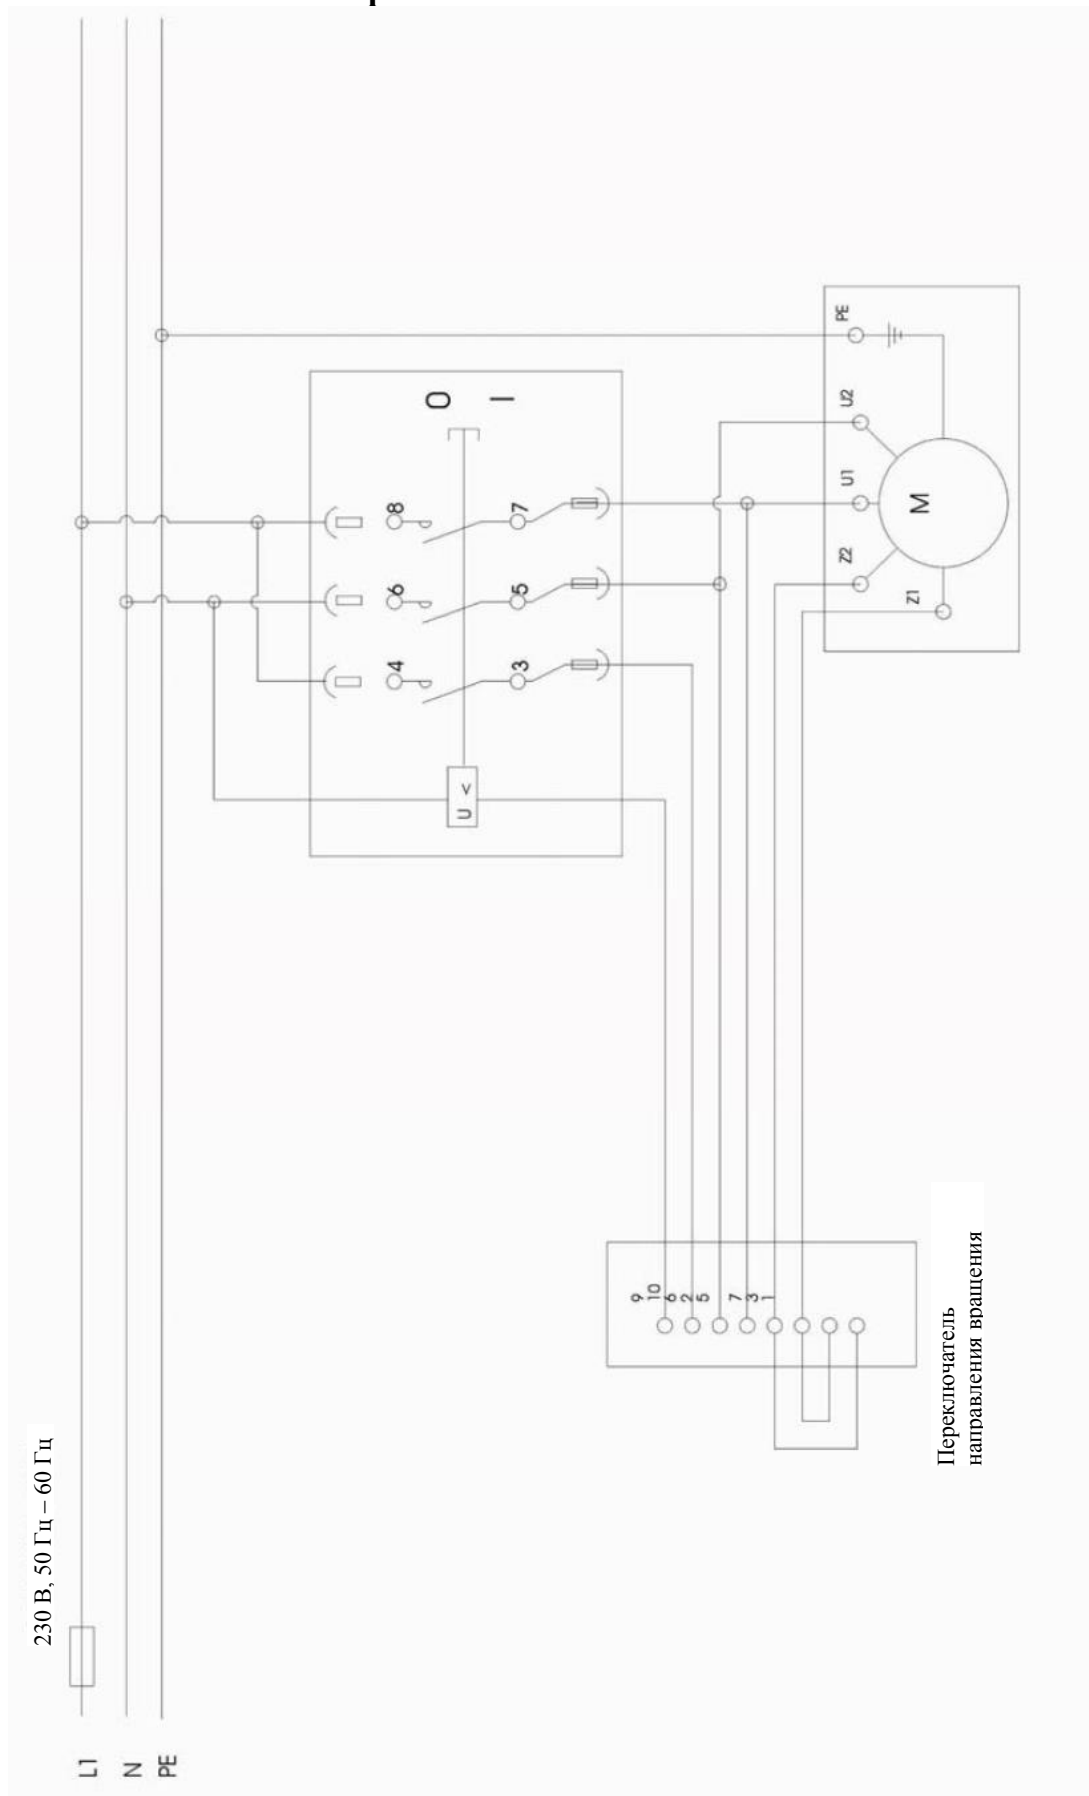 230 В, 50 Гц – 60 Гц
L1
N
PE
O
I
8
7
6
5
4
3
U <
PE
U2
U1
Z2
Z1
M
9
10
6
2
5
7
3
1
Переключатель
направления вращения